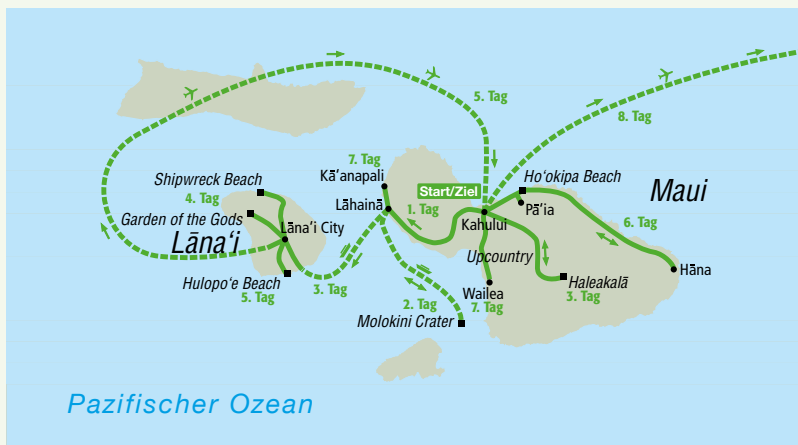 5. Tag
8. Tag
7. Tag
Kā'anapali
Ho'okipa Beach
Shipwreck Beach
4. Tag
Start/Ziel
Maui
Lāhainā
1. Tag
Pā'ia
Garden of the Gods
Kahului
6. Tag
Lāna'i City
Lāna'i
Upcountry
Hāna
Hulopo'e Beach
3. Tag
Haleakalā
5. Tag
Wailea
3. Tag
2. Tag
7. Tag
Molokini Crater
Pazifischer Ozean